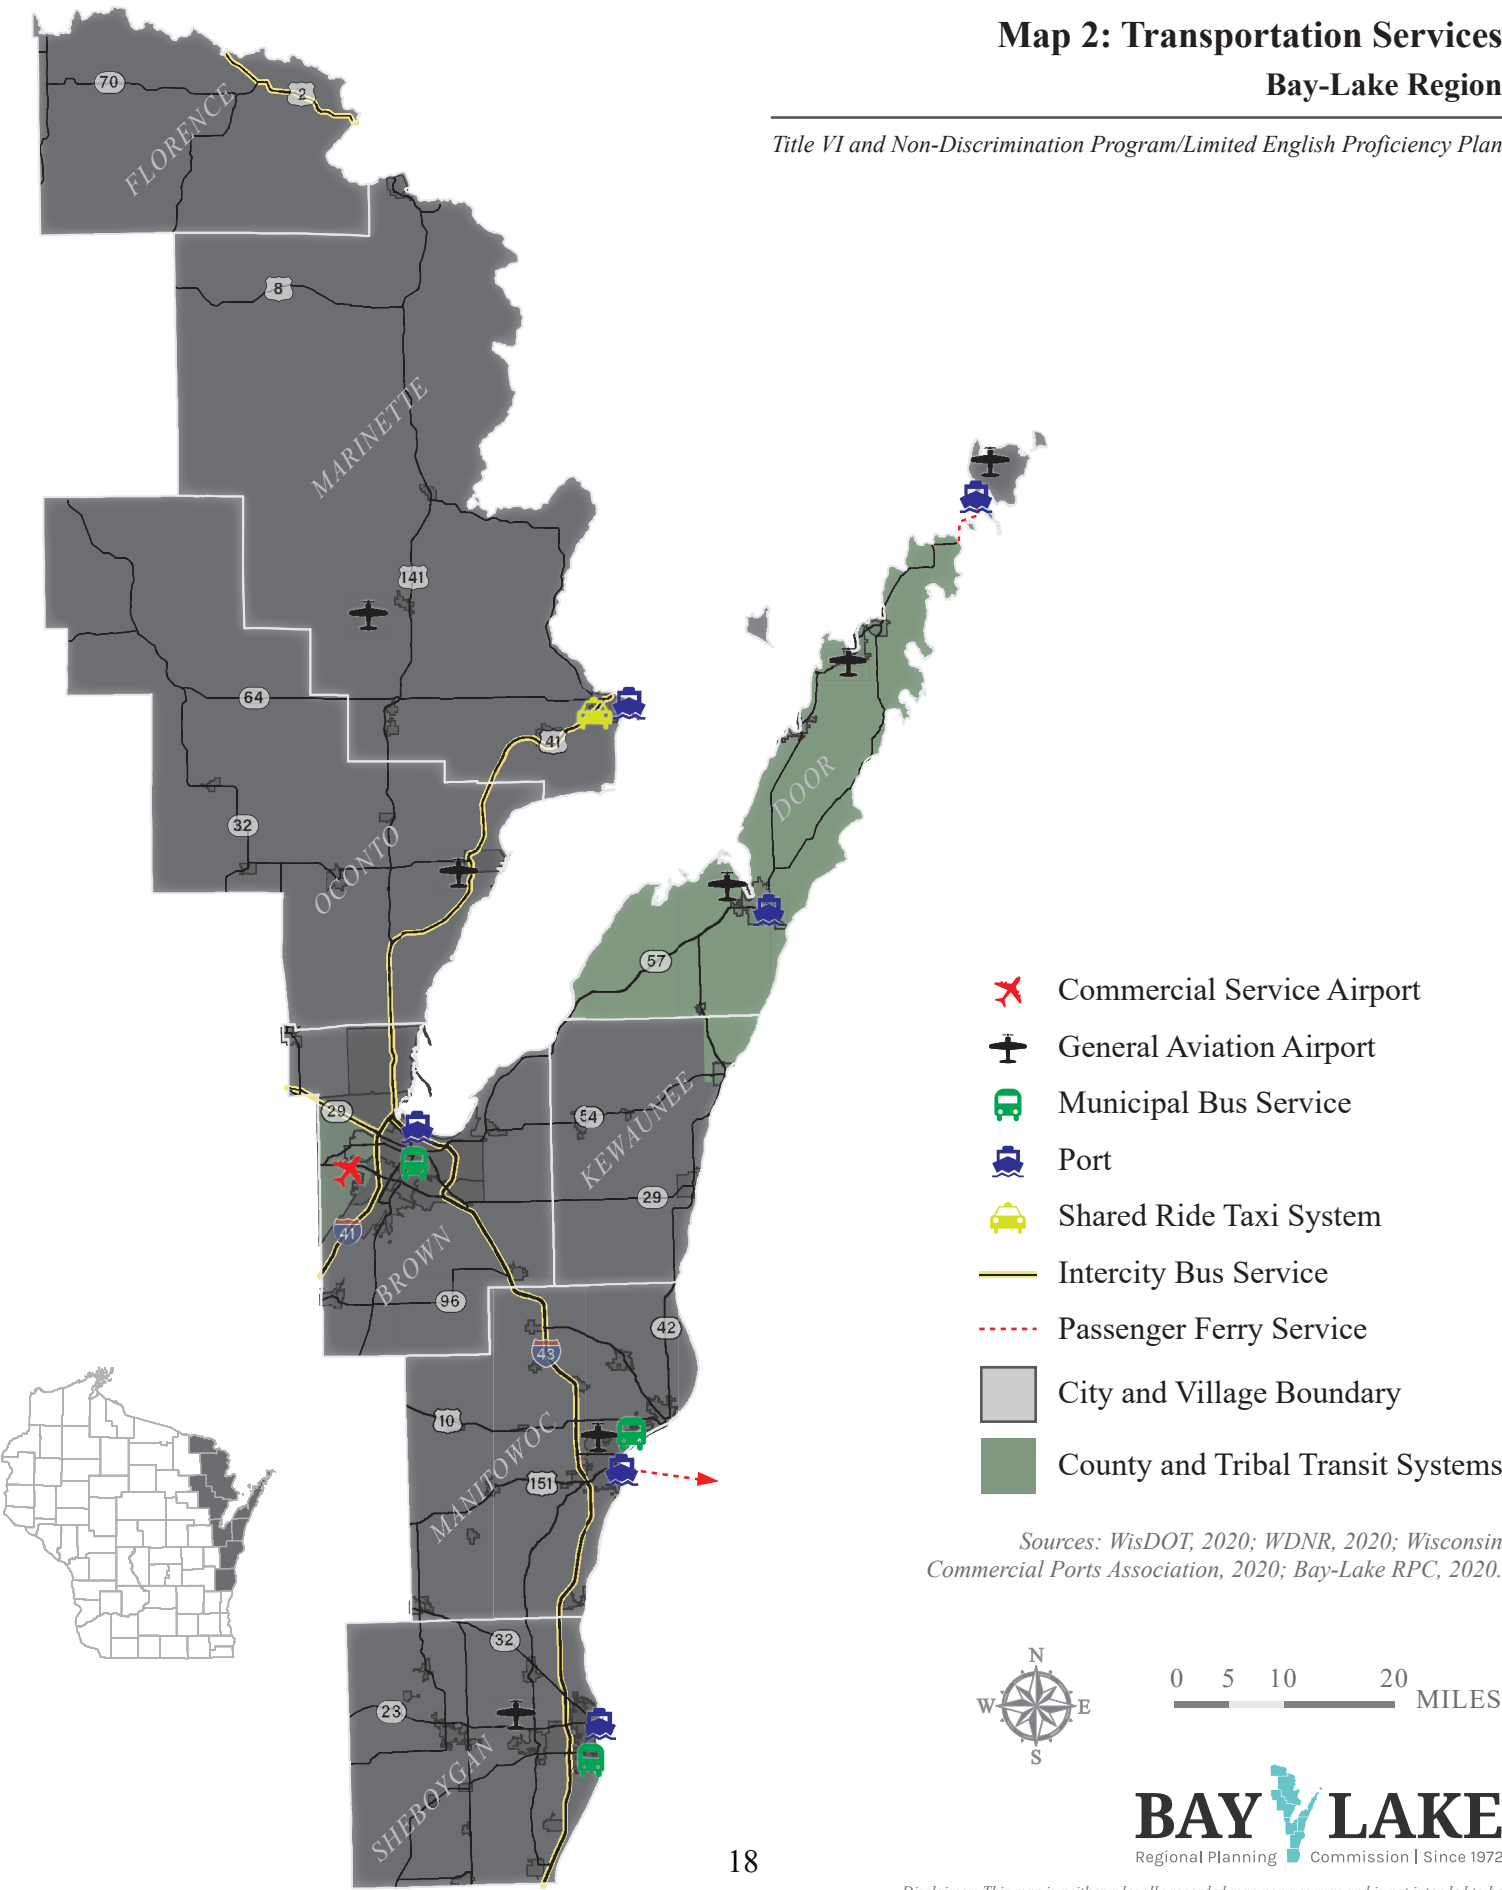 Map 2: Transportation Services
Bay-Lake Region
Title VI and Non-Discrimination Program/Limited English Proficiency Plan
70
2
FLORENCE
8
MARINETTE
141
64
41
32
OCONTO
DOOR
57
29
54
KEWAUNEE
29
41
BROWN
96
42
43
10
MANITOWOC
151
32
23
SHEBOYGAN
Commercial Service Airport
General Aviation Airport
Municipal Bus Service
Port
Shared Ride Taxi System
Intercity Bus Service
Passenger Ferry Service
City and Village Boundary
County and Tribal Transit Systems
Sources: WisDOT, 2020; WDNR, 2020; Wisconsin
Commercial Ports Association, 2020; Bay-Lake RPC, 2020.
N
W E
S
0 5 10 20 MILES
BAY LAKE
Regional Planning Commission | Since 1972
18